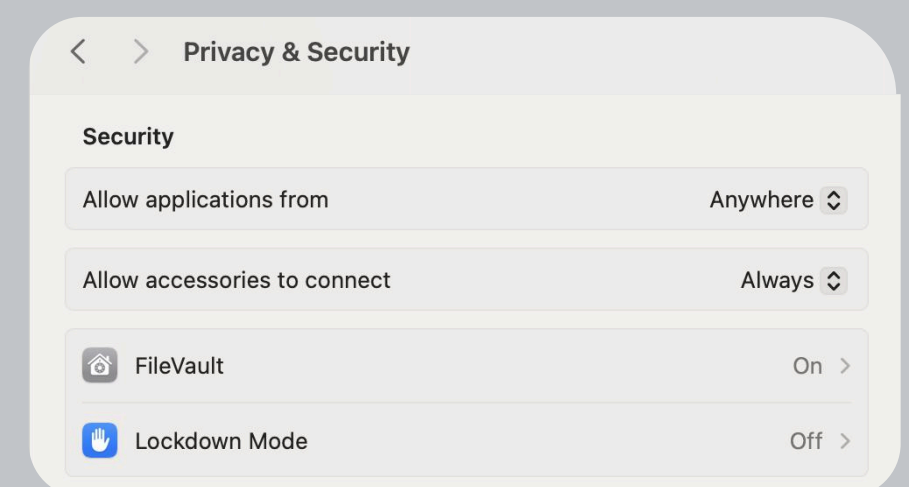 Privacy & Security
Security
Allow applications from Anywhere
Allow accessories to connect Always
FileVault On
Lockdown Mode Off